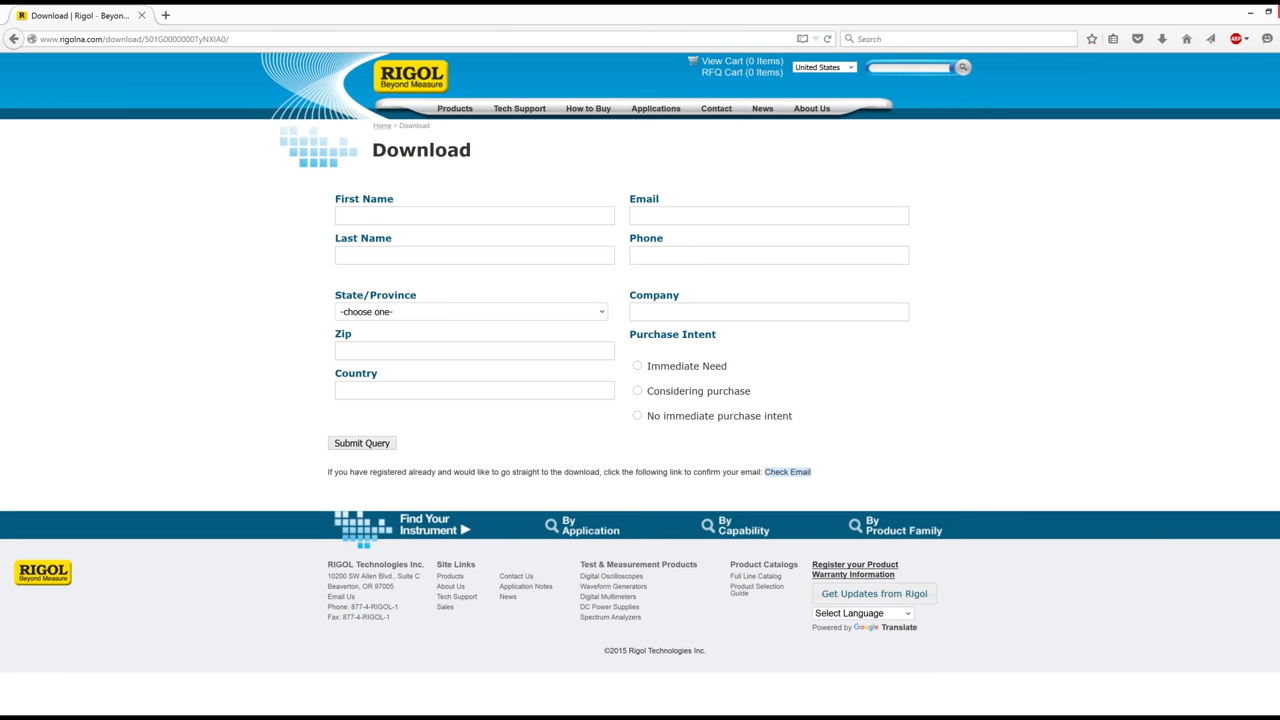 Download | Rigol - Beyon...
www.rigolna.com/download/501G0000000TyNXIA0/
Search
ABP
RIGOL
Beyond Measure
View Cart (0 Items)
RFQ Cart (0 Items)
United States
Products Tech Support How to Buy Applications Contact News About Us
Home > Download
Download
First Name
Email
Last Name
Phone
State/Province
-choose one-
Company
Zip
Purchase Intent
Immediate Need
Country
Considering purchase
No immediate purchase intent
Submit Query
If you have registered already and would like to go straight to the download, click the following link to confirm your email: Check Email
Find Your
Instrument
By
Application
By
Capability
By
Product Family
RIGOL
Beyond Measure
RIGOL Technologies Inc.
10200 SW Allen Blvd., Suite C
Beaverton, OR 97005
Email Us
Phone: 877-4-RIGOL-1
Fax: 877-4-RIGOL-1
Site Links
Products
About Us
Tech Support
Sales
Contact Us
Application Notes
News
Test & Measurement Products
Digital Oscilloscopes
Waveform Generators
Digital Multimeters
DC Power Supplies
Spectrum Analyzers
Product Catalogs
Full Line Catalog
Product Selection
Guide
Register your Product
Warranty Information
Get Updates from Rigol
Select Language
Powered by Google Translate
©2015 Rigol Technologies Inc.